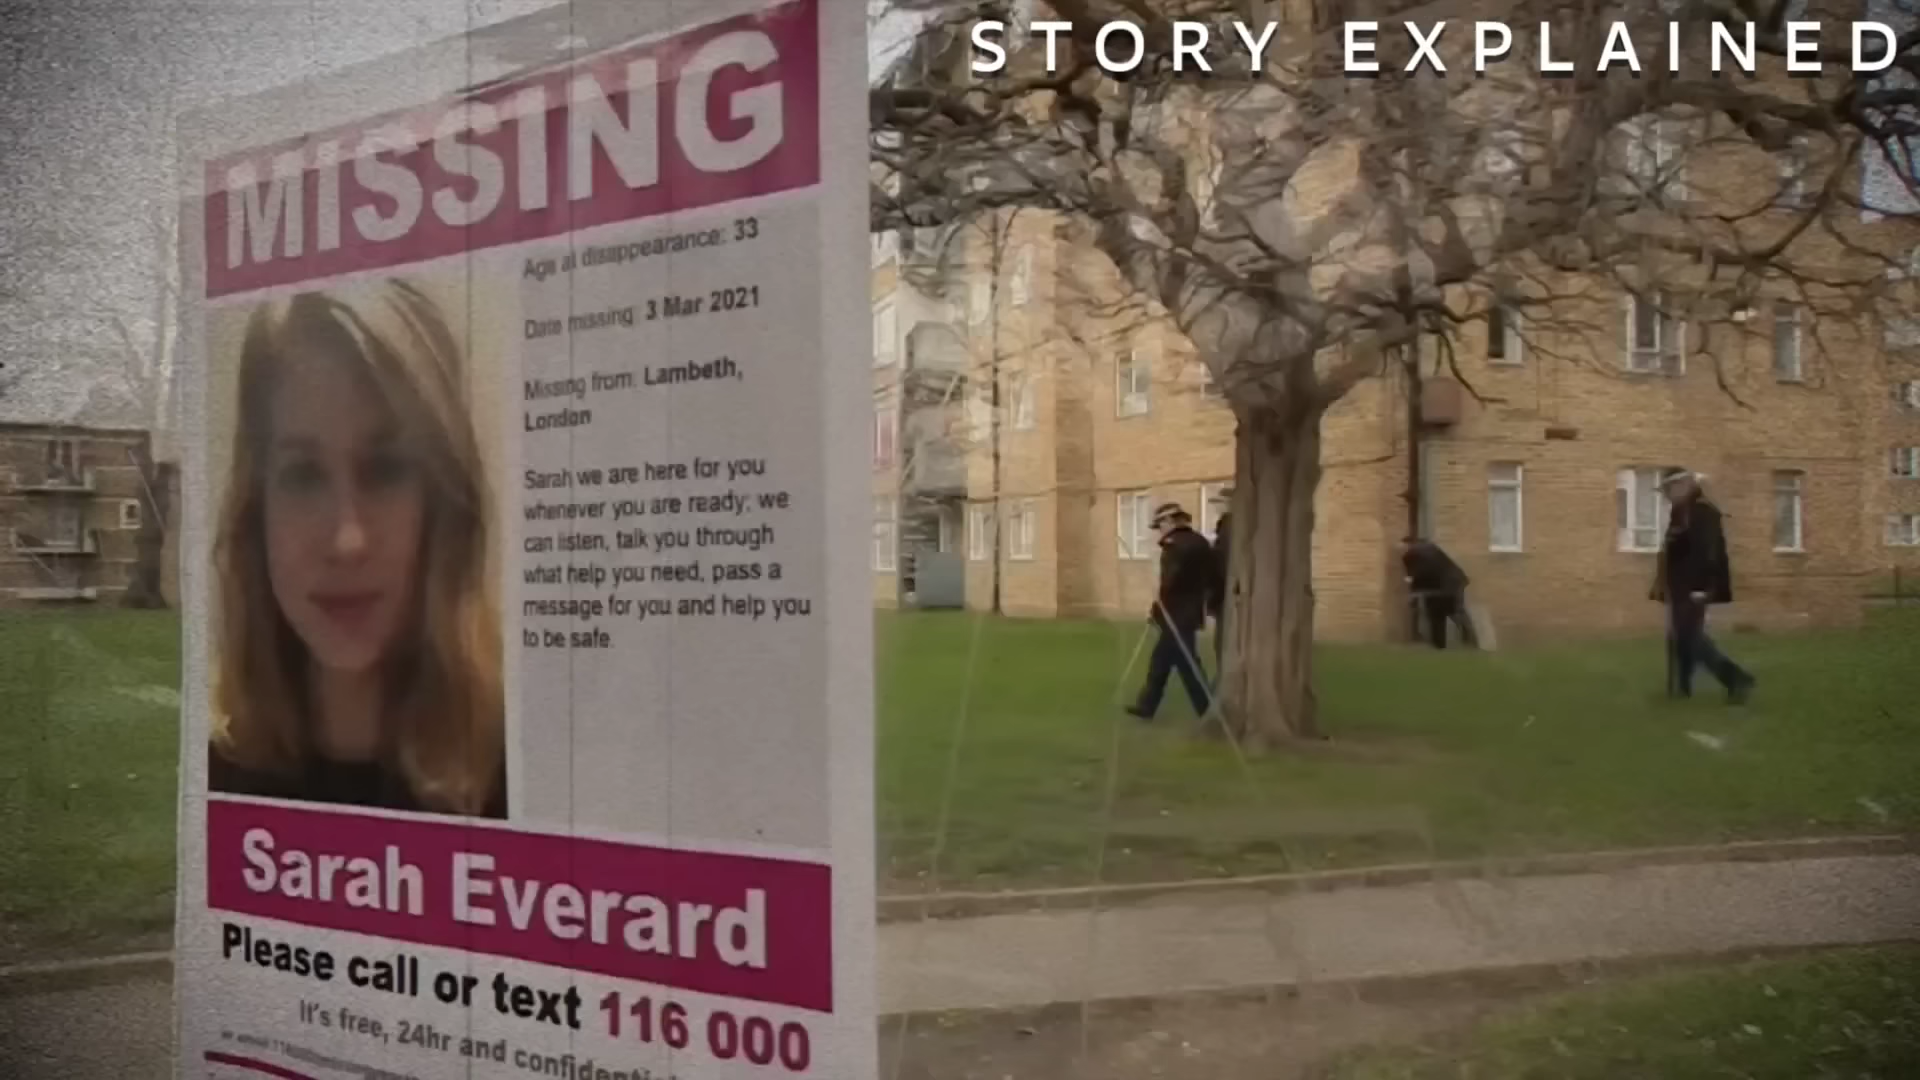 STORY EXPLAINED
MISSING
Age at disappearance: 33
Date missing: 3 Mar 2021
Missing from: Lambeth,
London
Sarah we are here for you
whenever you are ready; we
can listen, talk you through
what help you need, pass a
message for you and help you
to be safe.
Sarah Everard
Please call or text 116 000
It's free, 24hr and